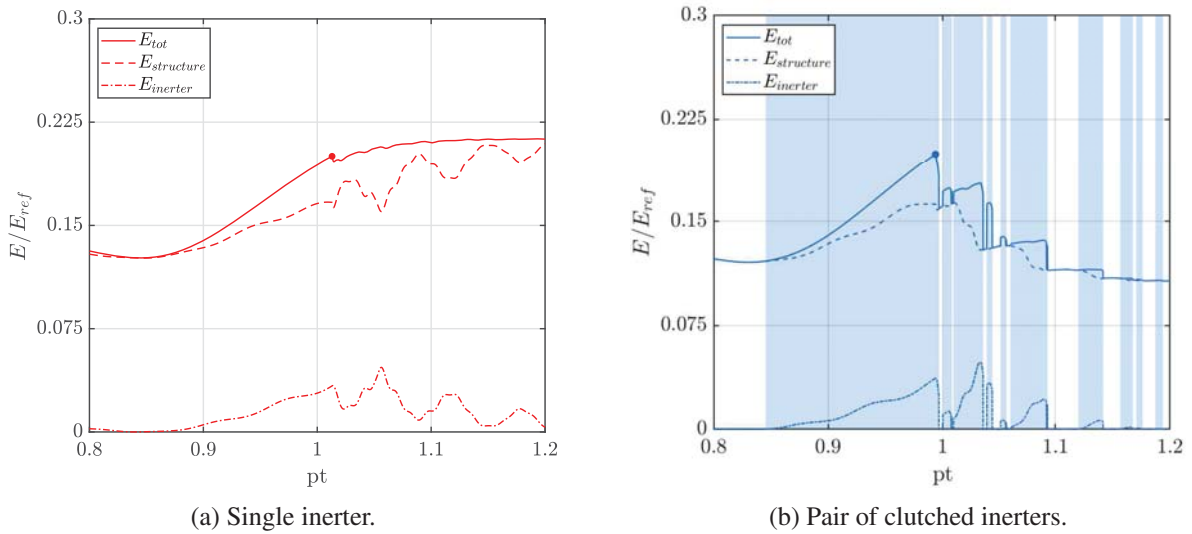 0.3
0.225
0.15
0.075
0
E/E_ref
E_tot
E_structure
E_inerter
0.8 0.9 1 1.1 1.2
pt
(a) Single inerter.
0.3
0.225
0.15
0.075
0
E/E_ref
E_tot
E_structure
E_inerter
0.8 0.9 1 1.1 1.2
pt
(b) Pair of clutched inerters.